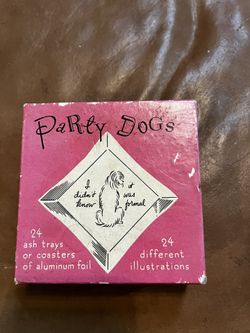 PaRty DoGs
I it
didn't was
know formal
24 24
ash trays different
or coasters illustrations
of aluminum foil